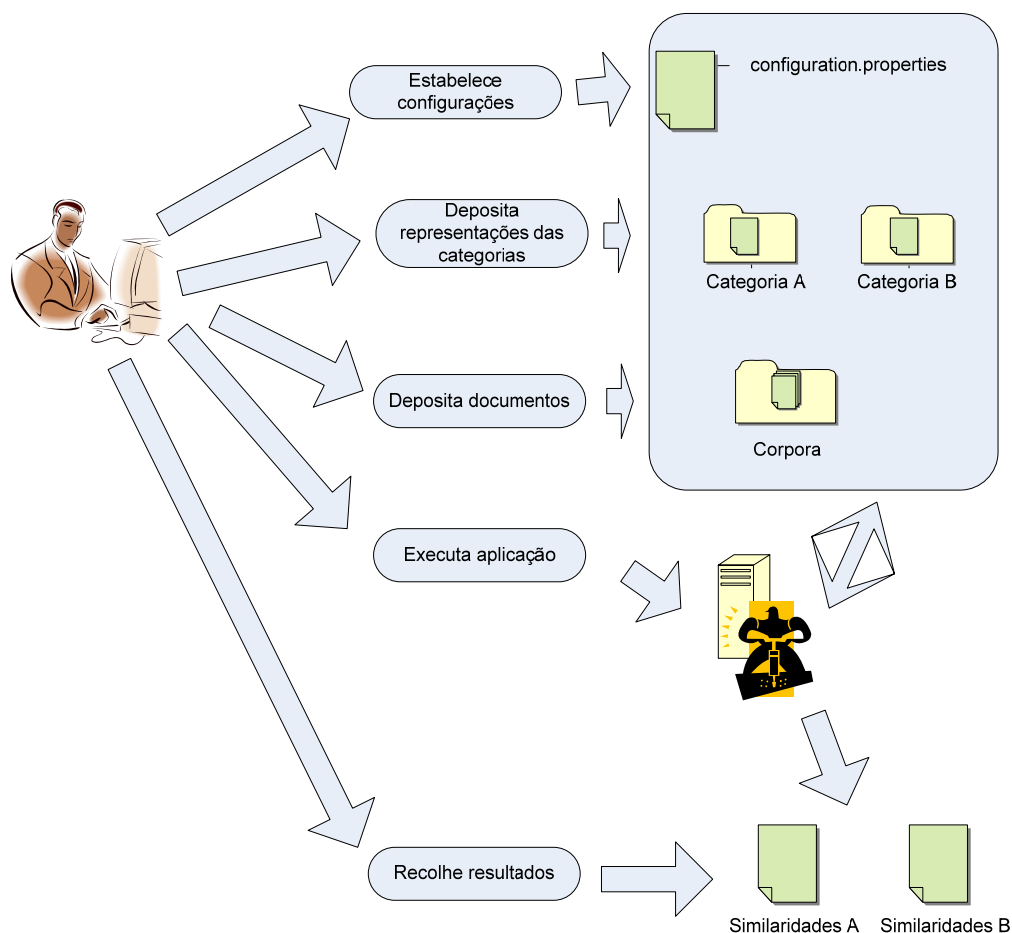 Estabelece
configurações
configuration.properties
Deposita
representações das
categorias
Categoria A
Categoria B
Deposita documentos
Corpora
Executa aplicação
Recolhe resultados
Similaridades A
Similaridades B